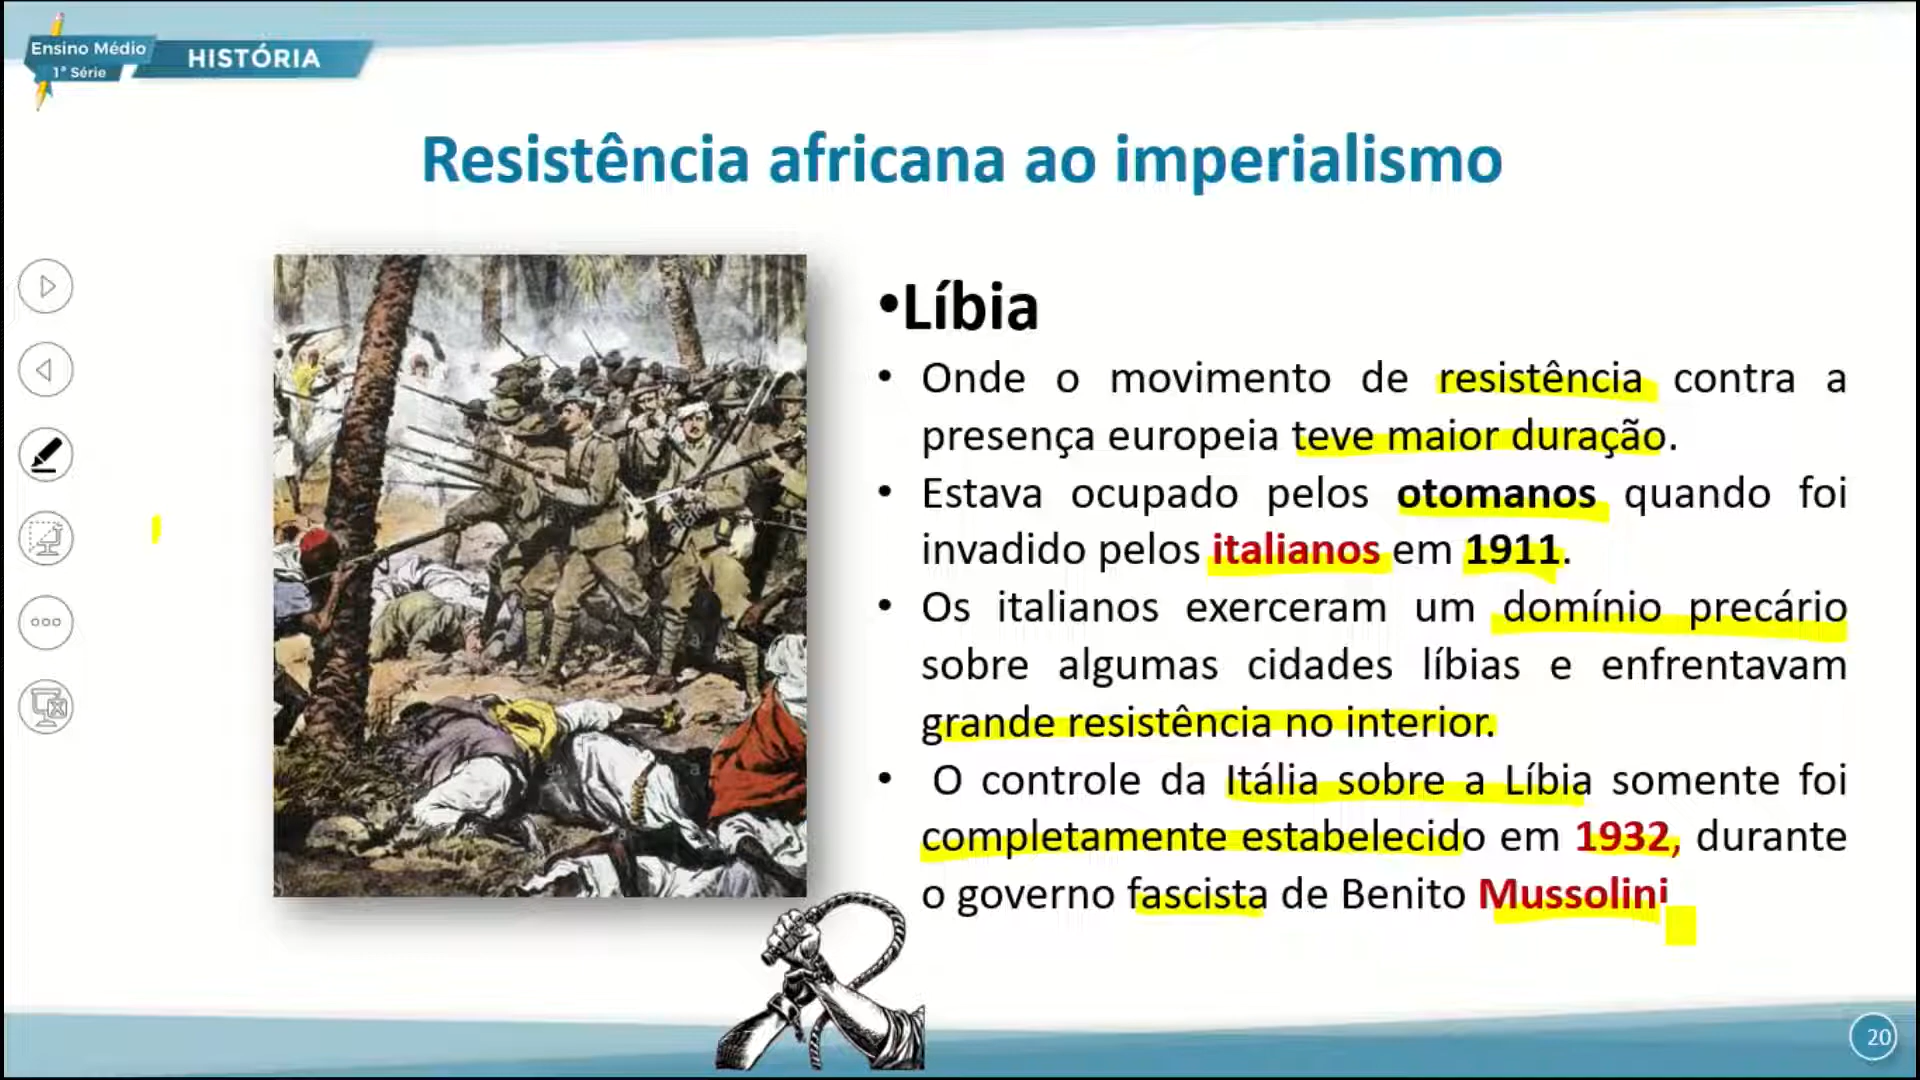 Ensino Médio
1ª Série
HISTÓRIA
Resistência africana ao imperialismo
•Líbia
• Onde o movimento de resistência contra a
presença europeia teve maior duração.
• Estava ocupado pelos otomanos quando foi
invadido pelos italianos em 1911.
• Os italianos exerceram um domínio precário
sobre algumas cidades líbias e enfrentavam
grande resistência no interior.
• O controle da Itália sobre a Líbia somente foi
completamente estabelecido em 1932, durante
o governo fascista de Benito Mussolini
20